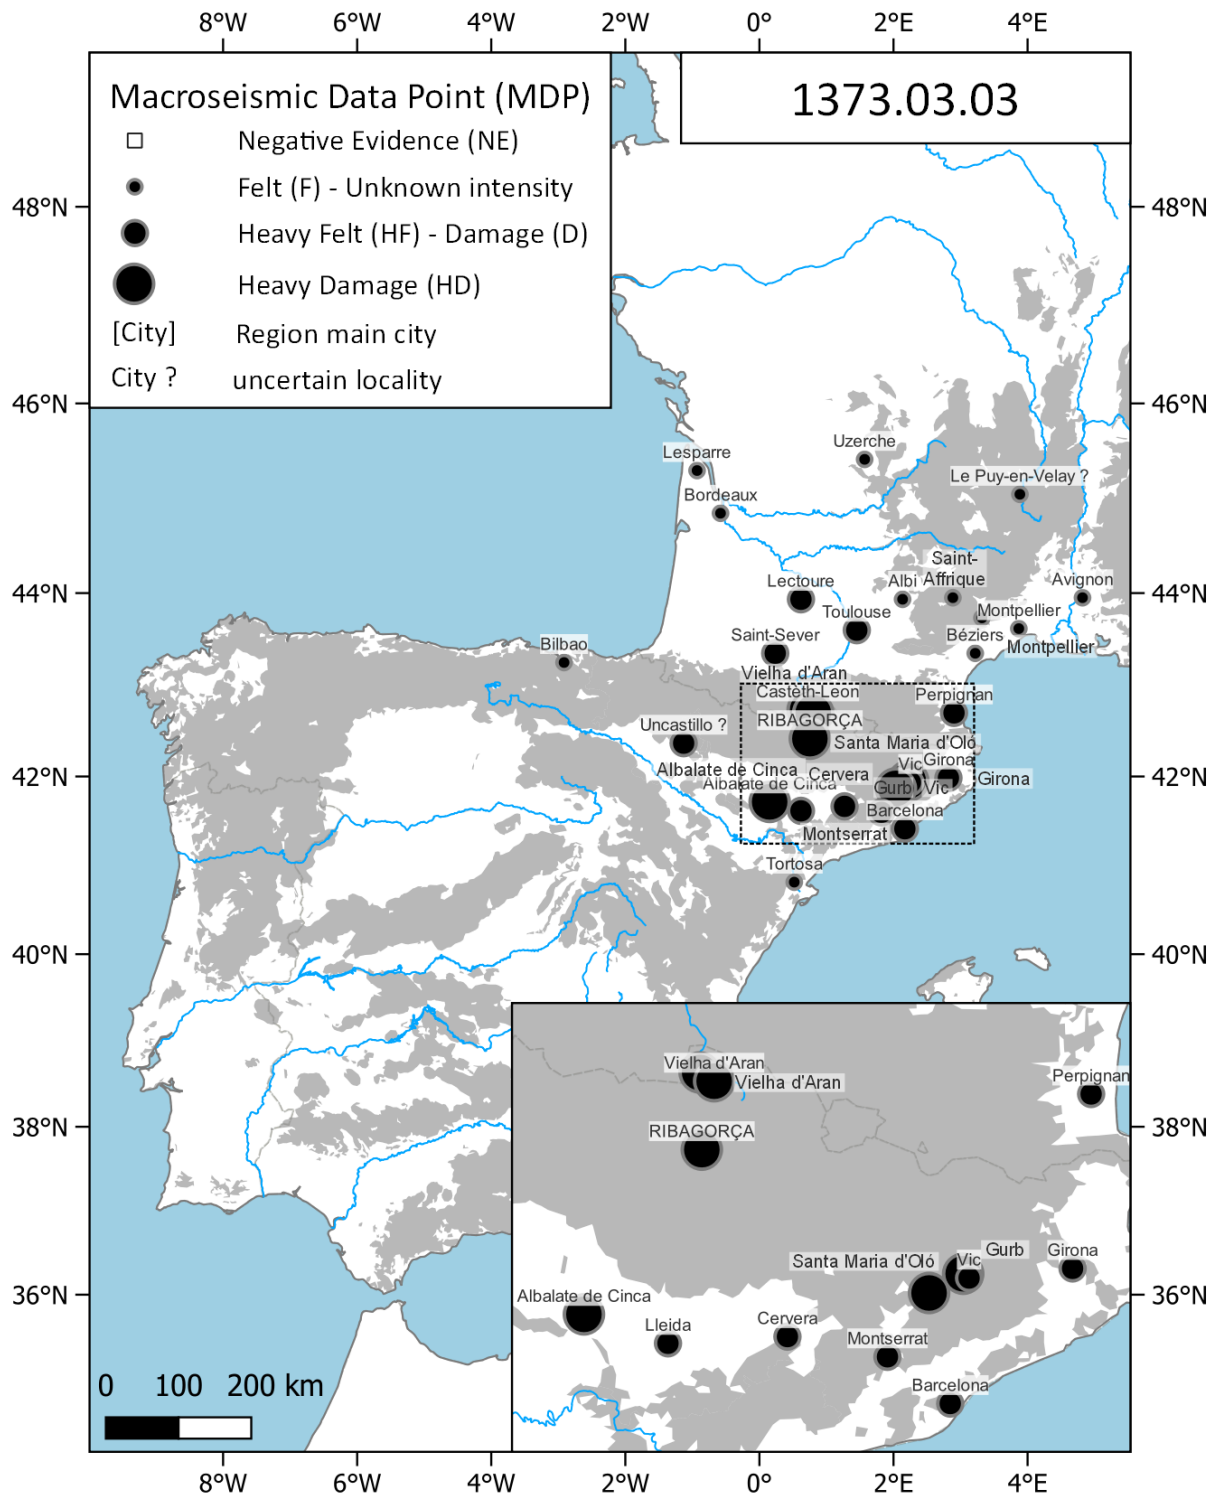 8°W 6°W 4°W 2°W 0° 2°E 4°E
Macroseismic Data Point (MDP)
Negative Evidence (NE)
Felt (F) - Unknown intensity
Heavy Felt (HF) - Damage (D)
Heavy Damage (HD)
[City] Region main city
City ? uncertain locality
1373.03.03
48°N 48°N
46°N 46°N
Uzerche
Lesparre
Le Puy-en-Velay ?
Bordeaux
44°N 44°N
Saint-
Affrique
Lectoure
Albi
Avignon
Toulouse
Montpellier
Saint-Sever
Béziers
Montpellier
Bilbao
Vielha d'Aran
Castèth-Leon
Perpignan
RIBAGORÇA
Uncastillo ?
Santa Maria d'Oló
Vic
Girona
42°N 42°N
Albalate de Cinca
Cervera
Girona
Albalate de Cinca
Gurb
Vic
Barcelona
Montserrat
Tortosa
40°N 40°N
38°N 38°N
36°N 36°N
Vielha d'Aran
Vielha d'Aran
Perpignan
RIBAGORÇA
Gurb
Girona
Santa Maria d'Oló
Vic
Albalate de Cinca
Lleida
Cervera
Montserrat
Barcelona
0 100 200 km
8°W 6°W 4°W 2°W 0° 2°E 4°E